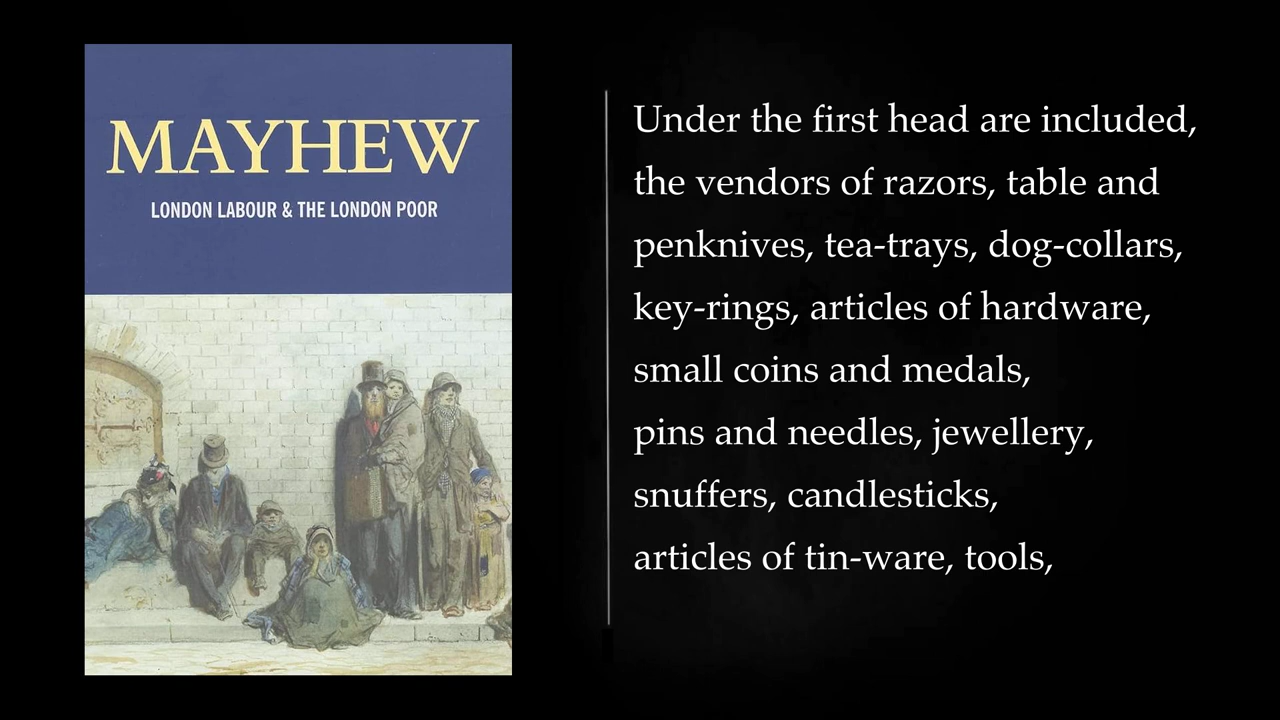 MAYHEW
LONDON LABOUR & THE LONDON POOR
Under the first head are included,
the vendors of razors, table and
penknives, tea-trays, dog-collars,
key-rings, articles of hardware,
small coins and medals,
pins and needles, jewellery,
snuffers, candlesticks,
articles of tin-ware, tools,